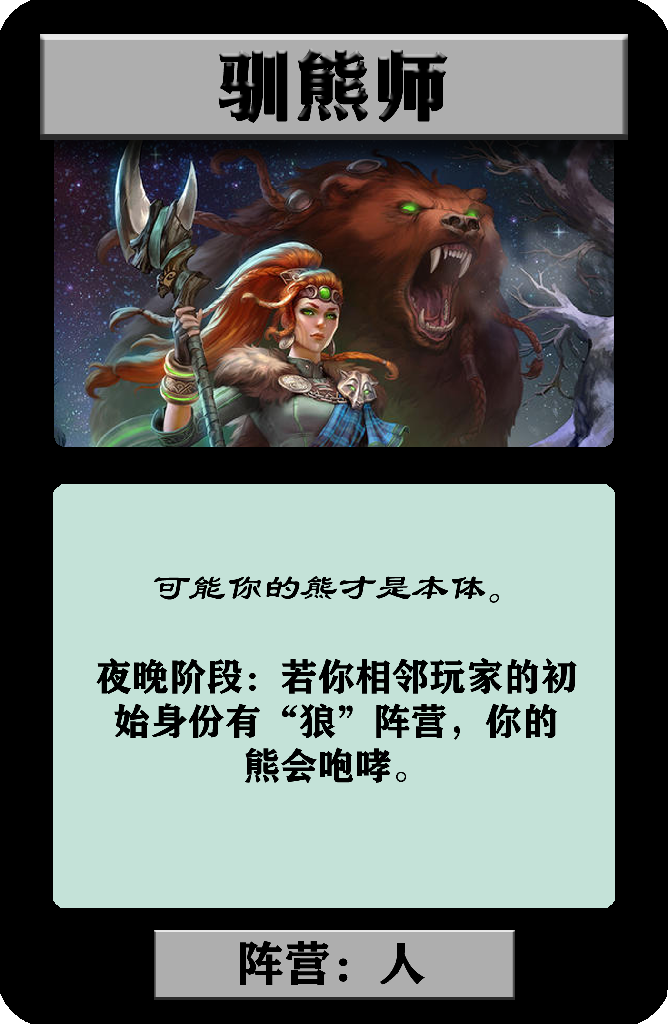 驯熊师
可能你的熊才是本体。
夜晚阶段：若你相邻玩家的初
始身份有“狼”阵营，你的
熊会咆哮。
阵营：人